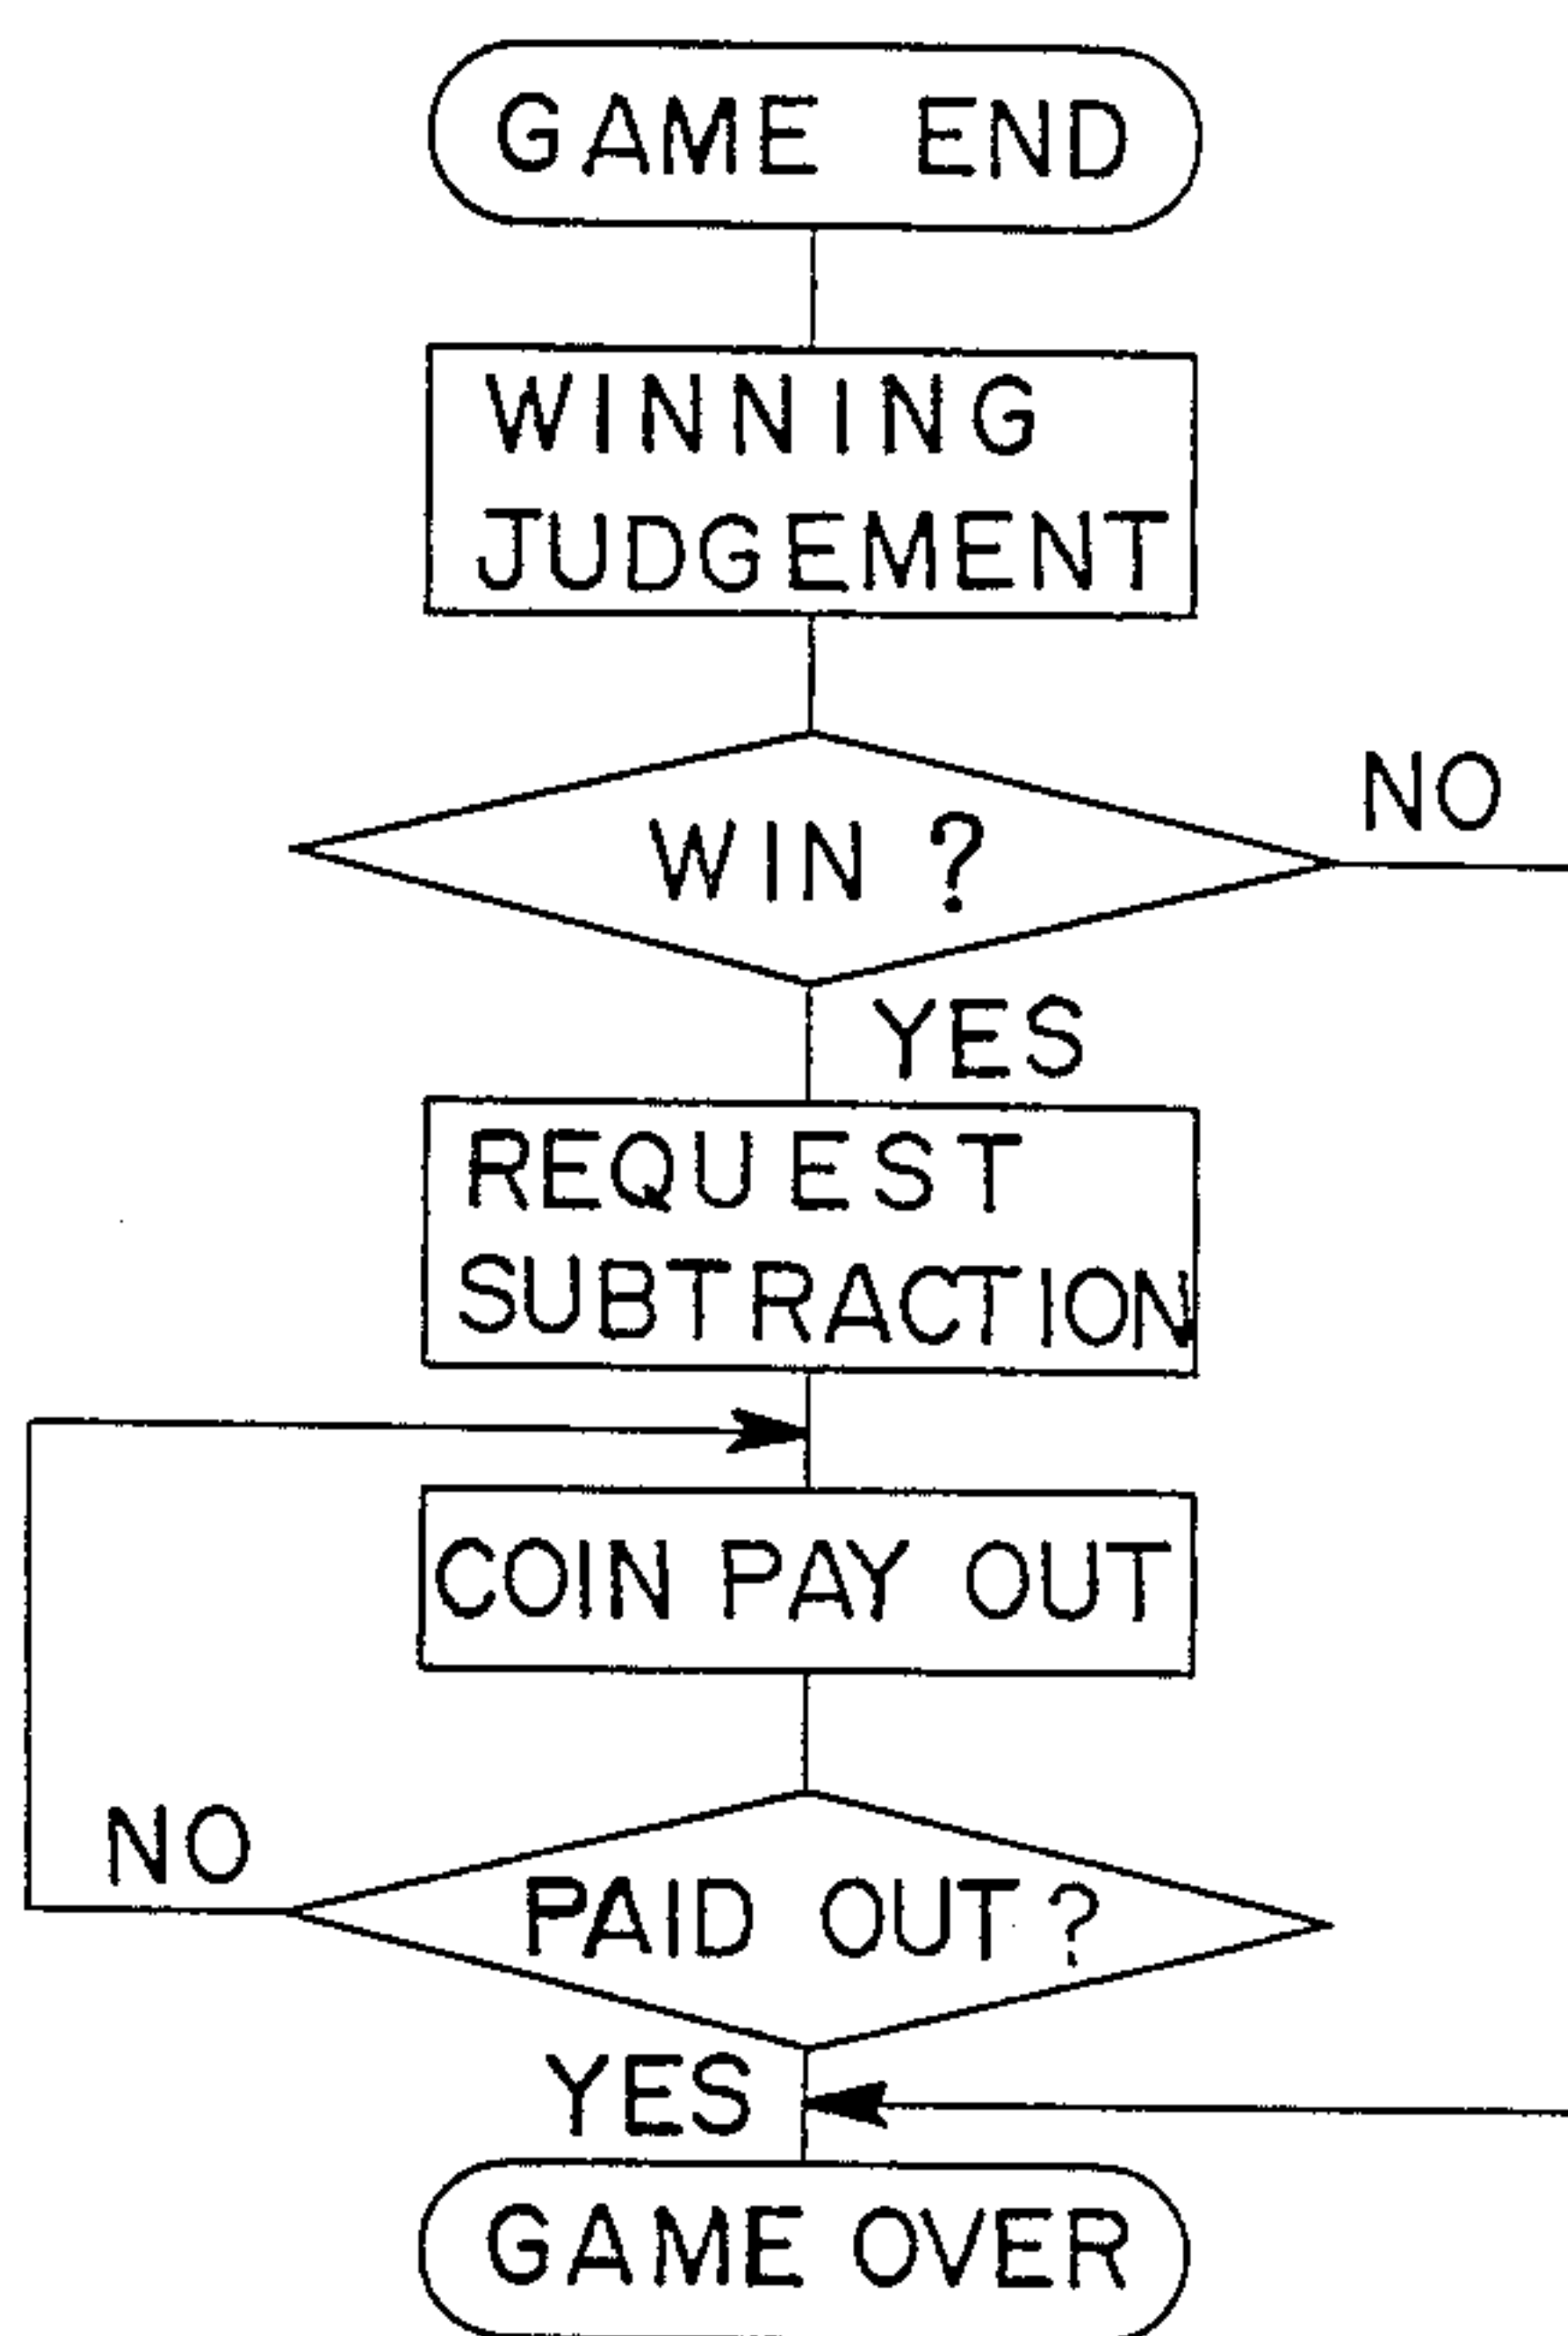 GAME END
WINNING
JUDGEMENT
WIN ?
NO
YES
REQUEST
SUBTRACTION
COIN PAY OUT
NO
PAID OUT ?
YES
GAME OVER